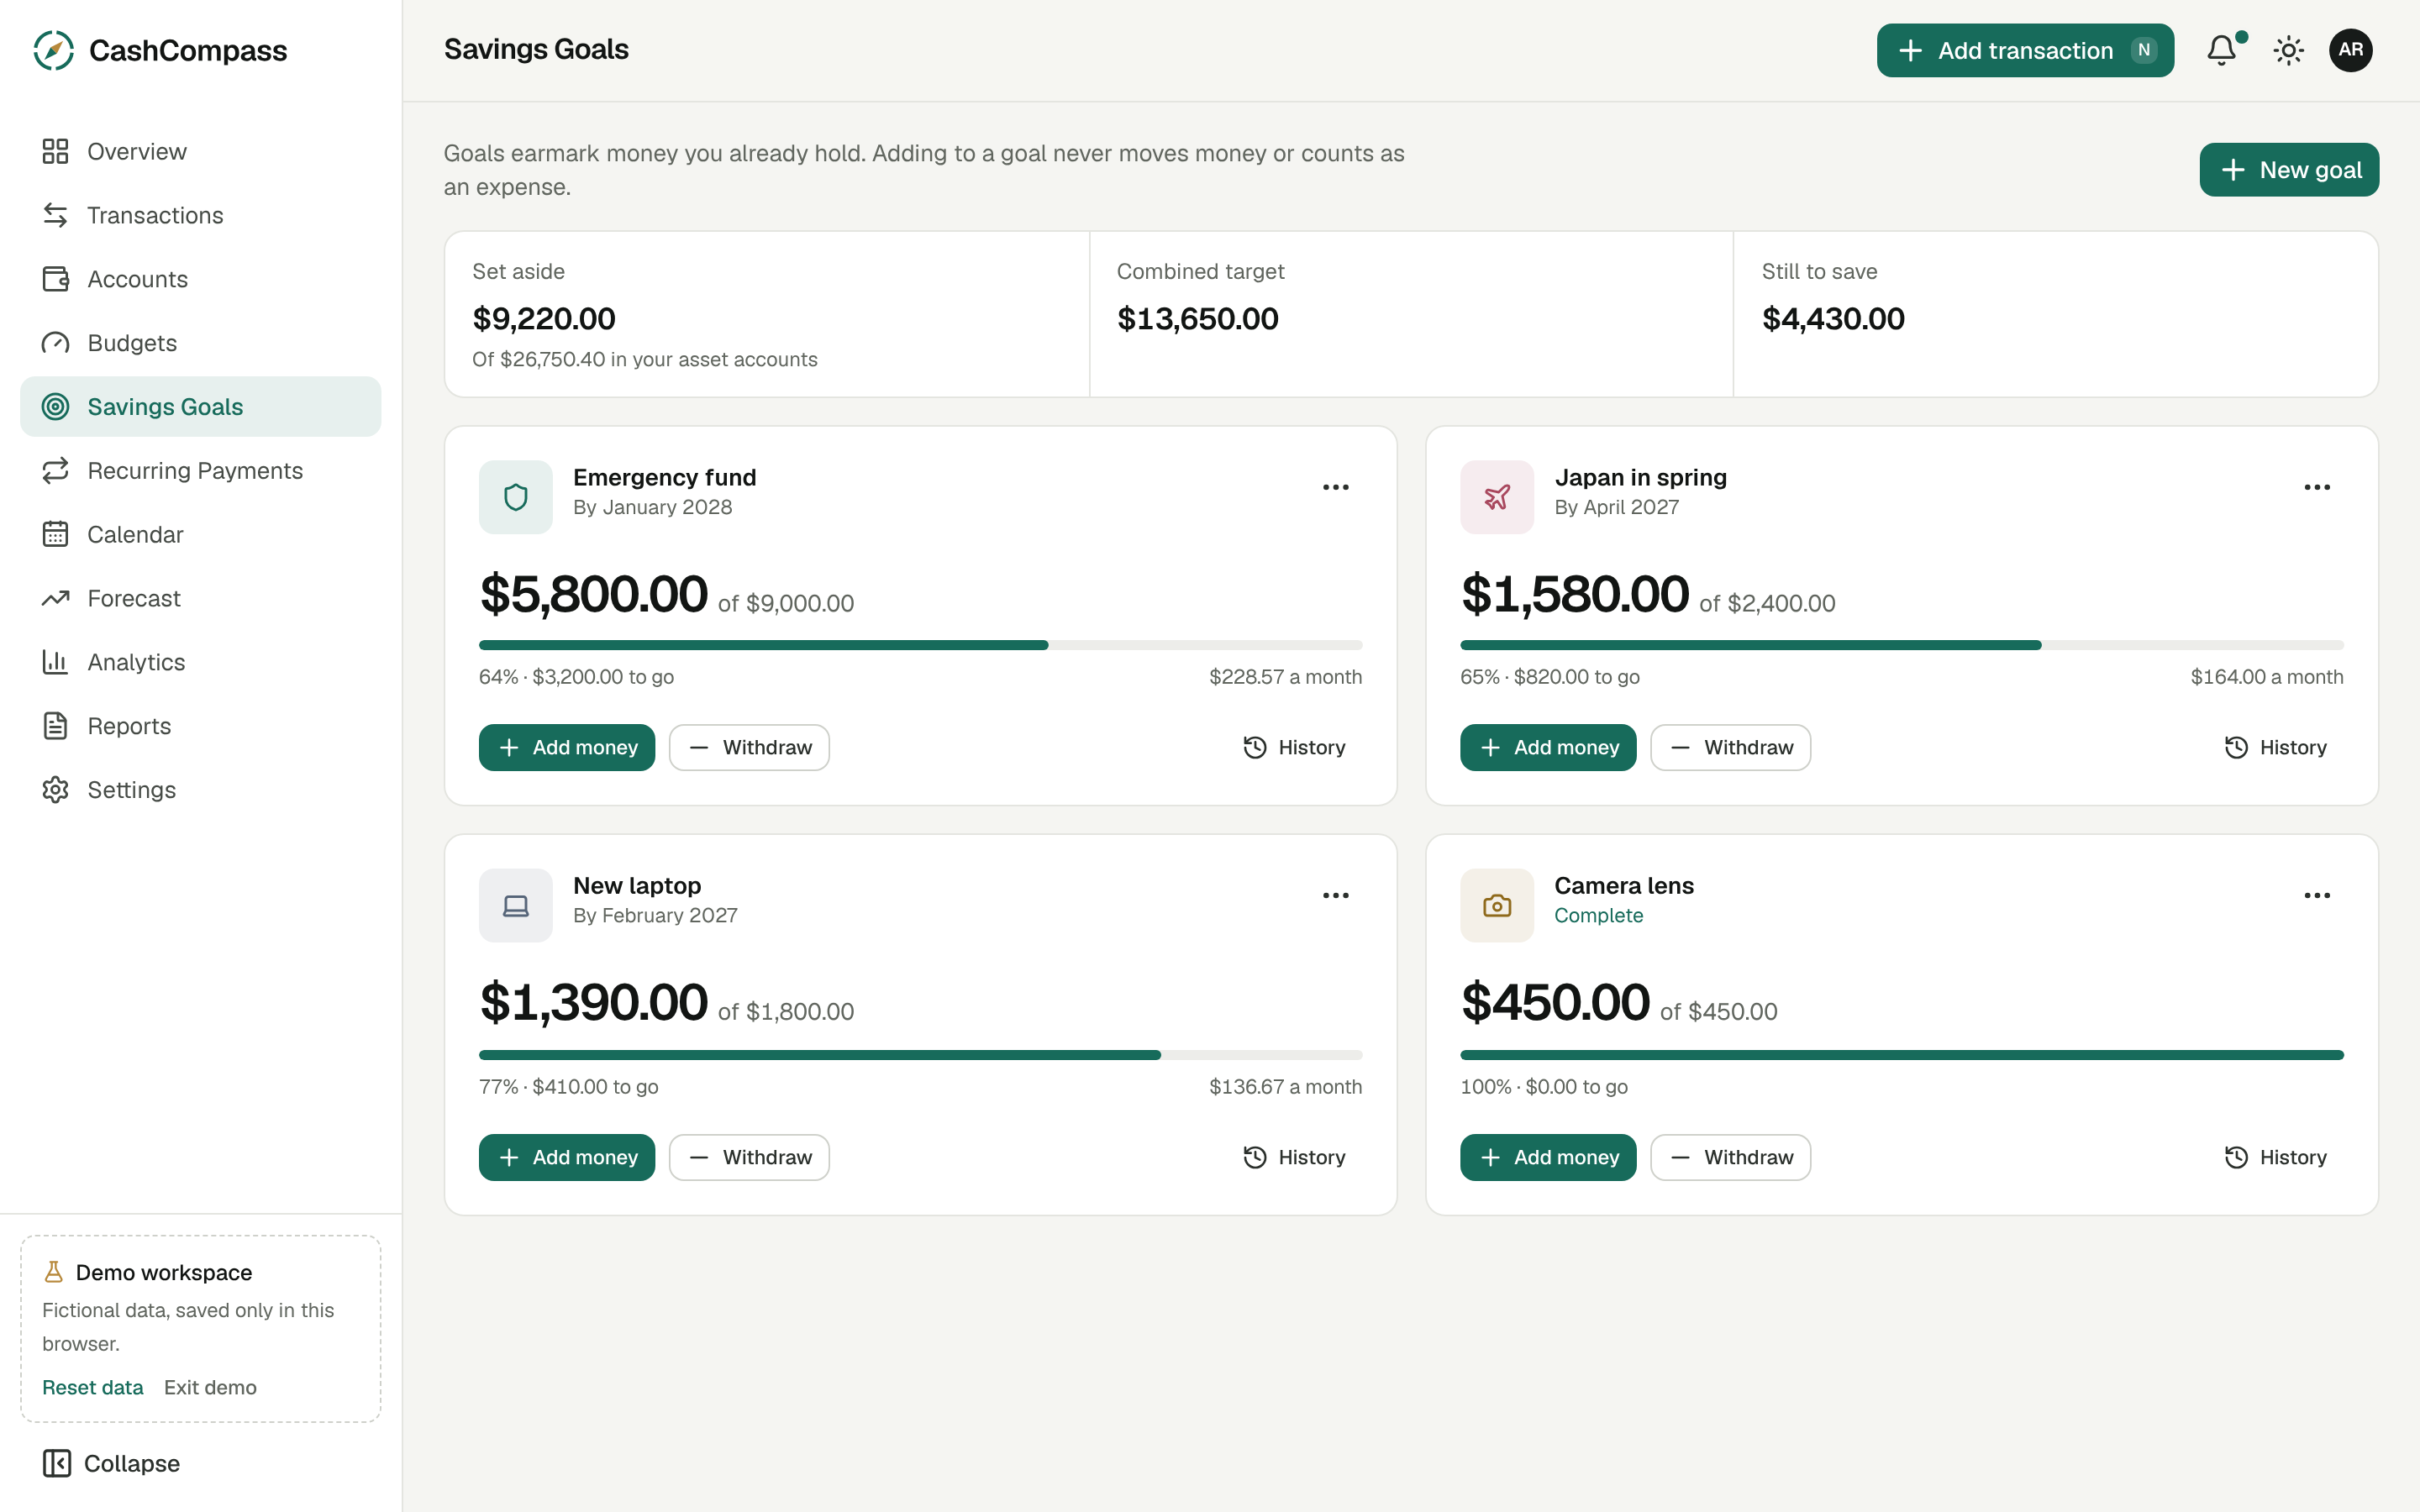 CashCompass
Overview
Transactions
Accounts
Budgets
Savings Goals
Recurring Payments
Calendar
Forecast
Analytics
Reports
Settings
Demo workspace
Fictional data, saved only in this
browser.
Reset data Exit demo
Collapse
Savings Goals
Add transaction N
AR
Goals earmark money you already hold. Adding to a goal never moves money or counts as
an expense.
New goal
Set aside
$9,220.00
Of $26,750.40 in your asset accounts
Combined target
$13,650.00
Still to save
$4,430.00
Emergency fund
By January 2028
$5,800.00 of $9,000.00
64% · $3,200.00 to go $228.57 a month
Add money Withdraw History
Japan in spring
By April 2027
$1,580.00 of $2,400.00
65% · $820.00 to go $164.00 a month
Add money Withdraw History
New laptop
By February 2027
$1,390.00 of $1,800.00
77% · $410.00 to go $136.67 a month
Add money Withdraw History
Camera lens
Complete
$450.00 of $450.00
100% · $0.00 to go
Add money Withdraw History